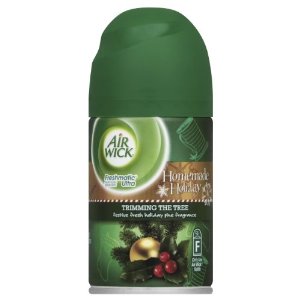 AIR
WICK
Freshmatic
Ultra
Homemade
Holiday
TRIMMING THE TREE
festive fresh holiday pine fragrance
F